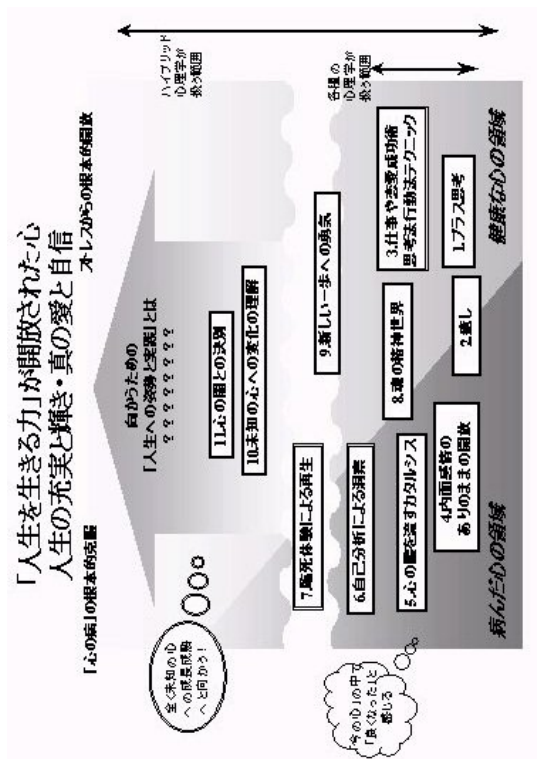 「人生を生きる力」が開放された心
人生の充実と輝き・真の愛と自信
「心の病」の根本的克服
ストレスからの根本的開放
ハイブリッド
心理学が
扱う範囲
向かうための
「人生への姿勢と実践」とは
？？？？？？？？
全く未知の心
への成長成熟
へと向かう！
11.心の闇との決別
10.未知の心への変化の理解
各種の
心理学が
扱う範囲
9.新しい一歩への勇気
7.臨死体験による再生
6.自己分析による洞察
8.魂の精神世界
3.仕事や恋愛成功術
思考法行動法テクニック
5.心の膿を流すカタルシス
「今の心」の中で
「良くなった」と
感じる
4.内面感情の
ありのままの開放
2.癒し
1.プラス思考
病んだ心の領域
健康な心の領域